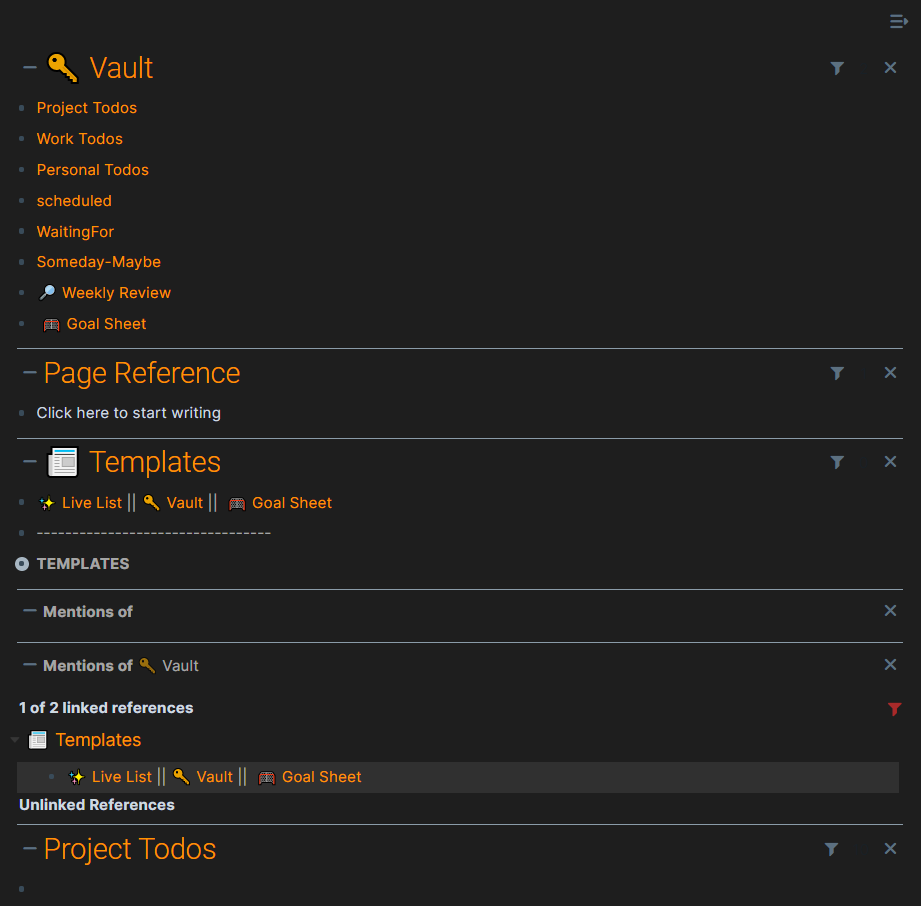 Vault
Project Todos
Work Todos
Personal Todos
scheduled
WaitingFor
Someday-Maybe
Weekly Review
Goal Sheet
Page Reference
Click here to start writing
Templates
Live List || Vault || Goal Sheet
---------------------------------
TEMPLATES
Mentions of
Mentions of Vault
1 of 2 linked references
Templates
Live List || Vault || Goal Sheet
Unlinked References
Project Todos